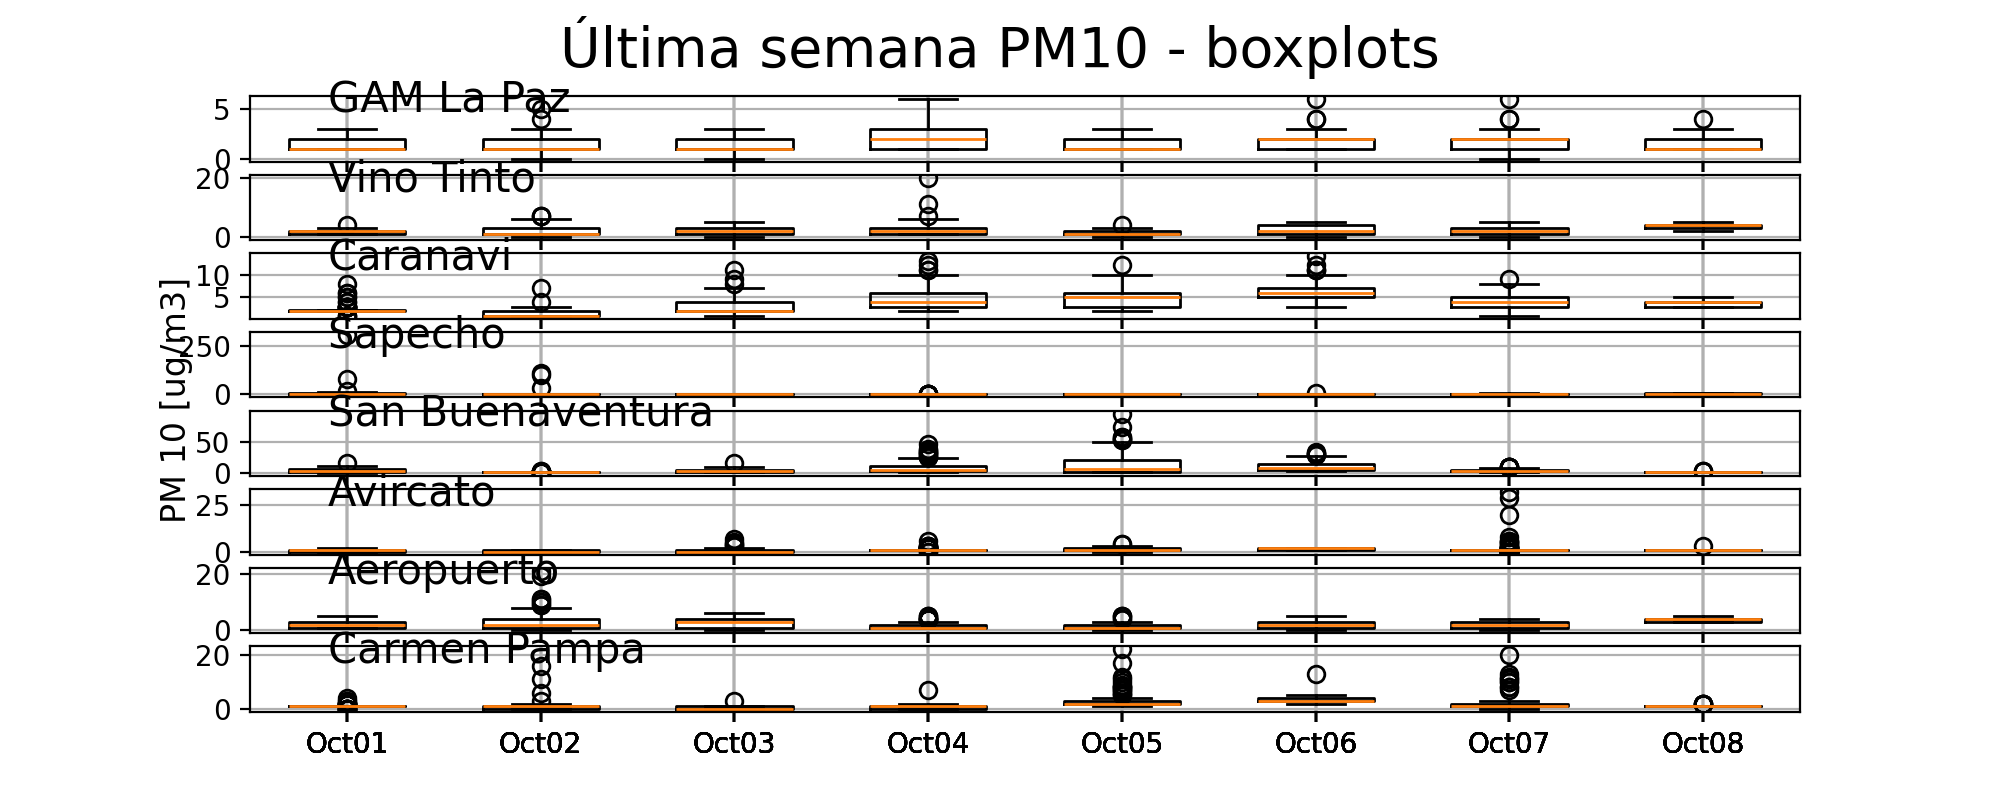 Última semana PM10 - boxplots
GAM La Paz
5
0
Vino Tinto
20
0
Caranavi
10
5
Sapecho
250
0
PM 10 [ug/m3]
San Buenaventura
50
0
Avircato
25
0
Aeropuerto
20
0
Carmen Pampa
20
0
Oct01 Oct02 Oct03 Oct04 Oct05 Oct06 Oct07 Oct08